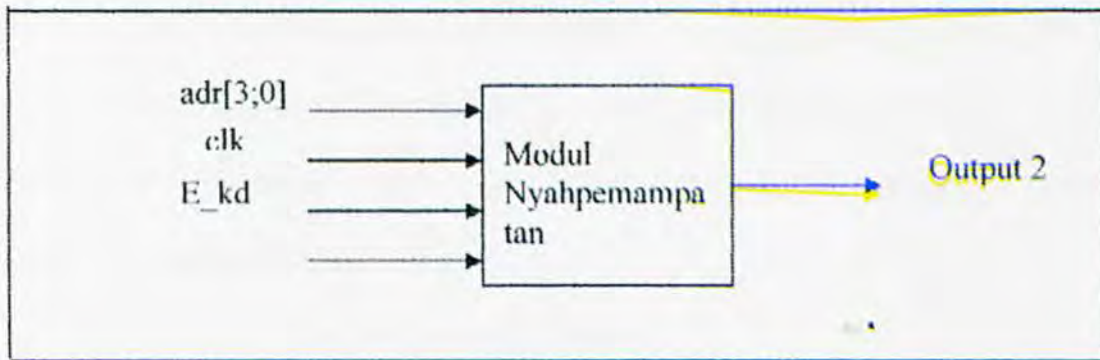 adr[3;0]
clk
E_kd
Modul
Nyahpemampa
tan
Output 2